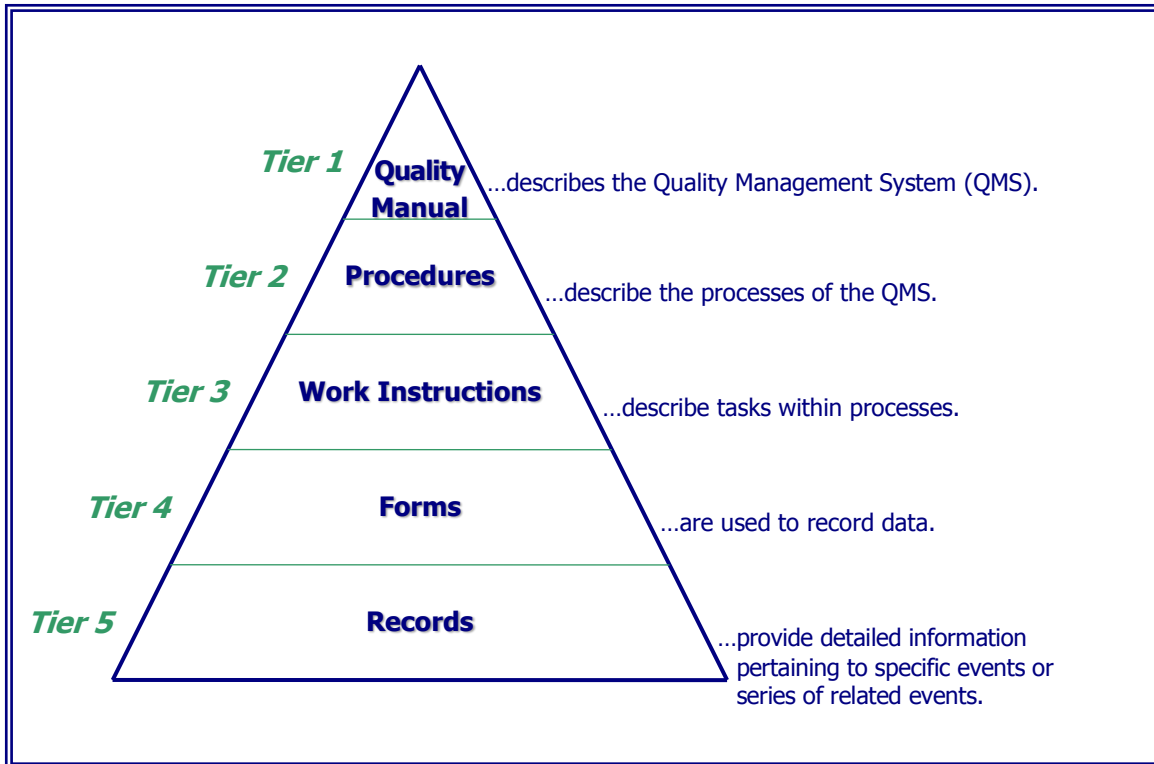 Tier 1
Quality
Manual
...describes the Quality Management System (QMS).
Tier 2
Procedures
...describe the processes of the QMS.
Tier 3
Work Instructions
...describe tasks within processes.
Tier 4
Forms
...are used to record data.
Tier 5
Records
...provide detailed information
pertaining to specific events or
series of related events.